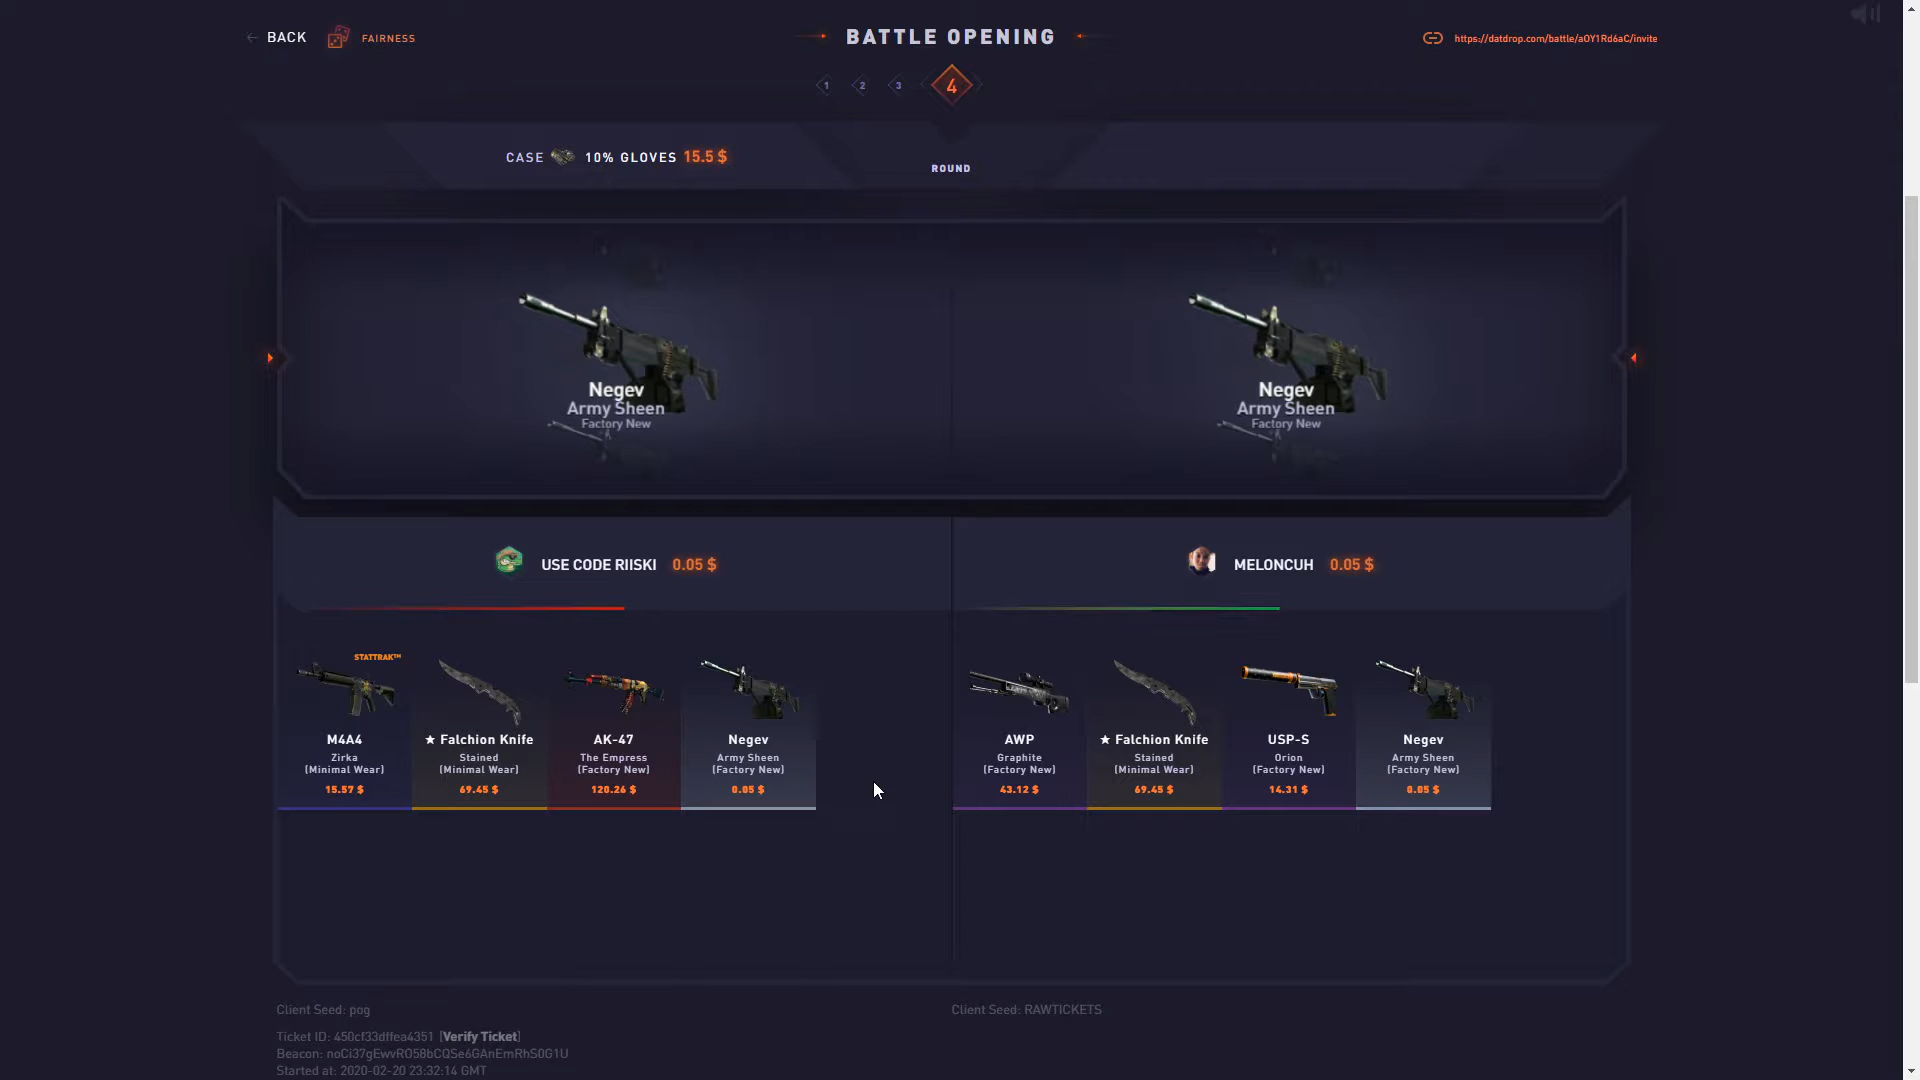 BACK
FAIRNESS
BATTLE OPENING
https://datdrop.com/battle/aOY1Rd6aC/invite
1 2 3 4
CASE 10% GLOVES 15.5 $
ROUND
Negev
Army Sheen
Factory New
Negev
Army Sheen
Factory New
USE CODE RIISKI 0.05 $
MELONCUH 0.05 $
STATTRAK™
M4A4
Zirka
(Minimal Wear)
15.57 $
★ Falchion Knife
Stained
(Minimal Wear)
69.45 $
AK-47
The Empress
(Factory New)
120.26 $
Negev
Army Sheen
(Factory New)
0.05 $
AWP
Graphite
(Factory New)
43.12 $
★ Falchion Knife
Stained
(Minimal Wear)
69.45 $
USP-S
Orion
(Factory New)
14.31 $
Negev
Army Sheen
(Factory New)
0.05 $
Client Seed: pog
Client Seed: RAWTICKETS
Ticket ID: 450cf33dffea4351 [Verify Ticket]
Beacon: noCi37gEwvRO58bCQSe6GAnEmRhS0G1U
Started at: 2020-02-20 23:32:14 GMT